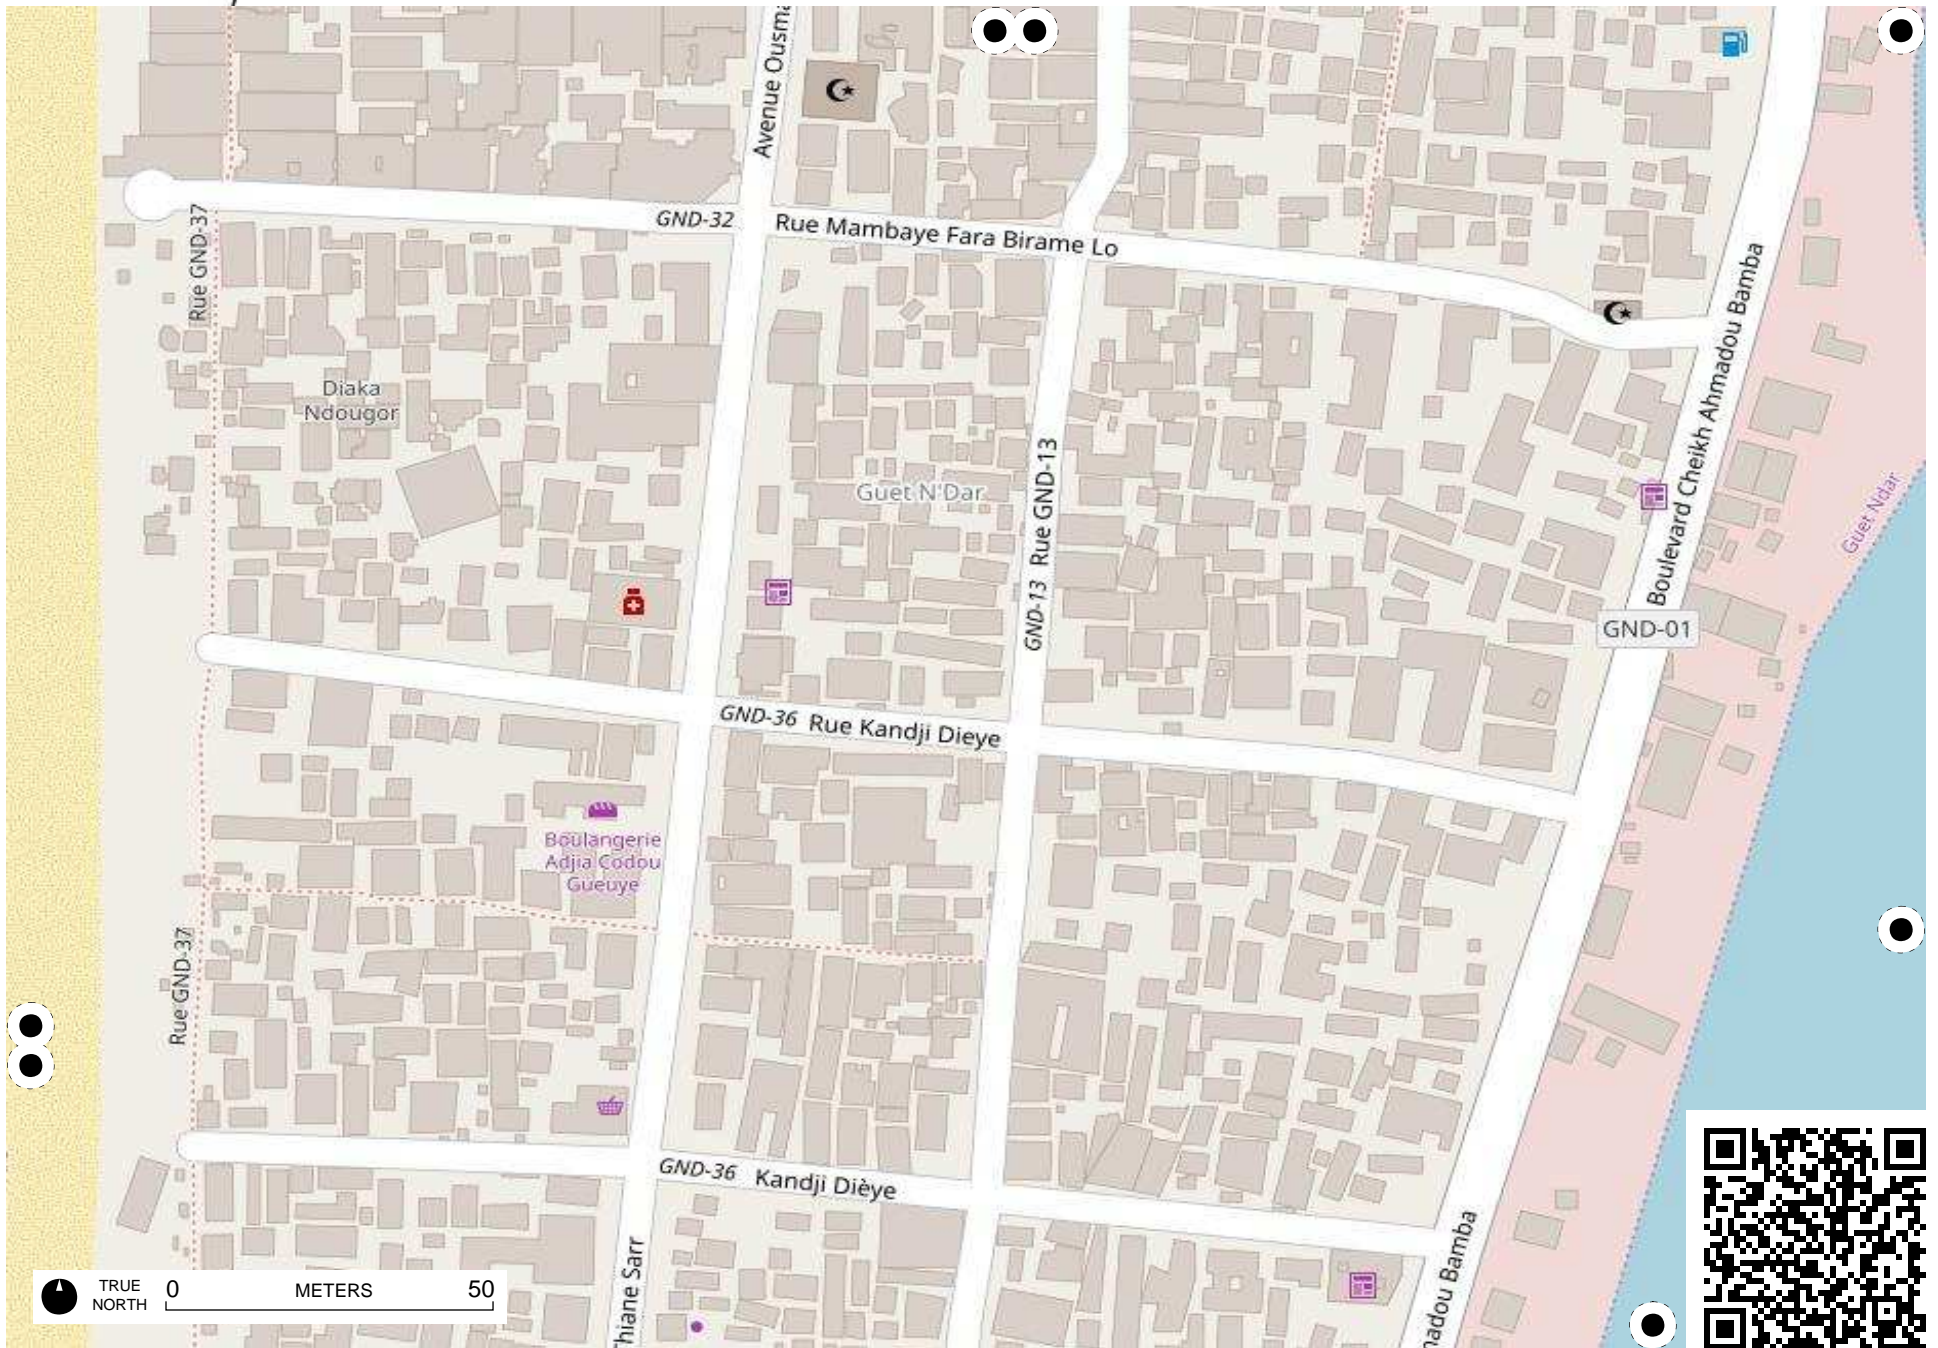 Avenue Ousma
GND-32 Rue Mambaye Fara Birame Lo
Rue GND-37
Diaka
Ndougor
Guet N'Dar
GND-13 Rue GND-13
Boulevard Cheikh Ahmadou Bamba
Guet Ndar
GND-01
GND-36 Rue Kandji Dieye
Boulangerie
Adjia Codou
Gueuye
Rue GND-37
GND-36 Kandji Dièye
Thiane Sarr
madou Bamba
TRUE
NORTH
0 METERS 50